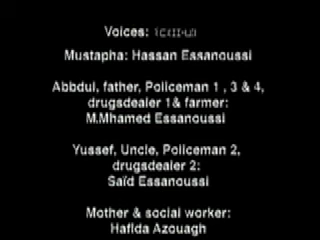 Voices:
Mustapha: Hassan Essanoussi
Abbdul, father, Policeman 1 , 3 & 4,
drugsdealer 1& farmer:
M.Mhamed Essanoussi
Yussef, Uncle, Policeman 2,
drugsdealer 2:
Saïd Essanoussi
Mother & social worker:
Hafida Azouagh